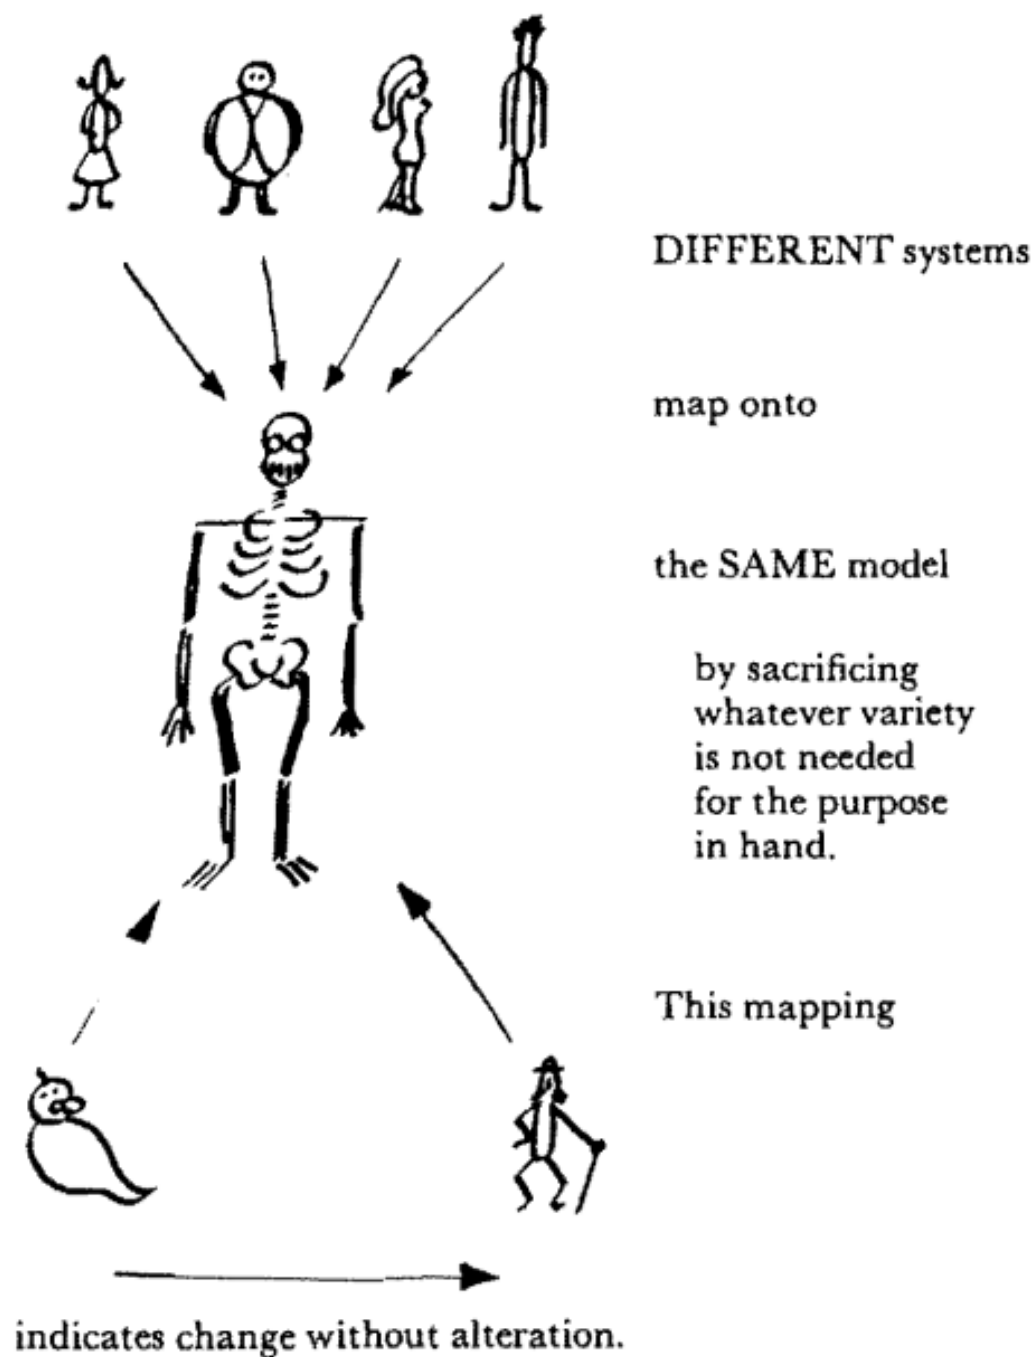 DIFFERENT systems
map onto
the SAME model
by sacrificing
whatever variety
is not needed
for the purpose
in hand.
This mapping
indicates change without alteration.